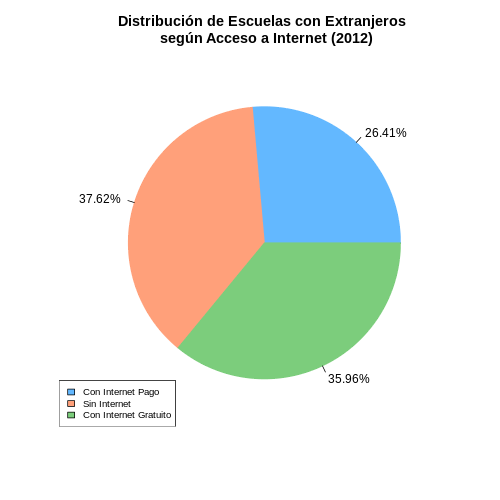 Distribución de Escuelas con Extranjeros
según Acceso a Internet (2012)
26.41%
37.62%
35.96%
Con Internet Pago
Sin Internet
Con Internet Gratuito